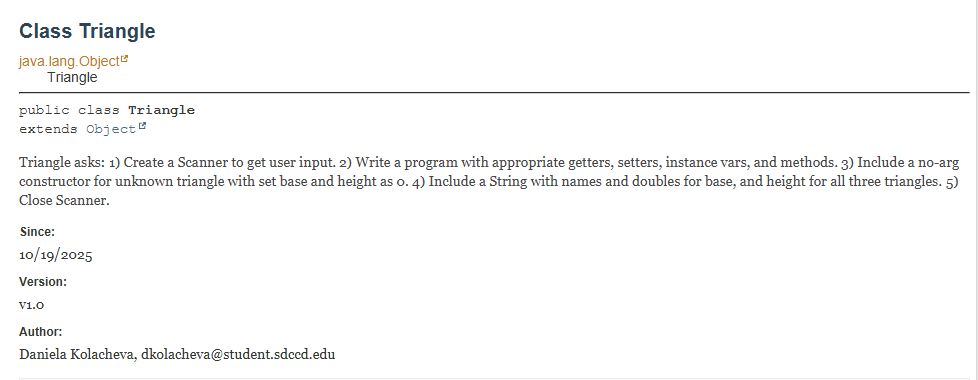 Class Triangle
java.lang.Object
Triangle
public class Triangle
extends Object
Triangle asks: 1) Create a Scanner to get user input. 2) Write a program with appropriate getters, setters, instance vars, and methods. 3) Include a no-arg
constructor for unknown triangle with set base and height as 0. 4) Include a String with names and doubles for base, and height for all three triangles. 5)
Close Scanner.
Since:
10/19/2025
Version:
v1.0
Author:
Daniela Kolacheva, dkolacheva@student.sdccd.edu